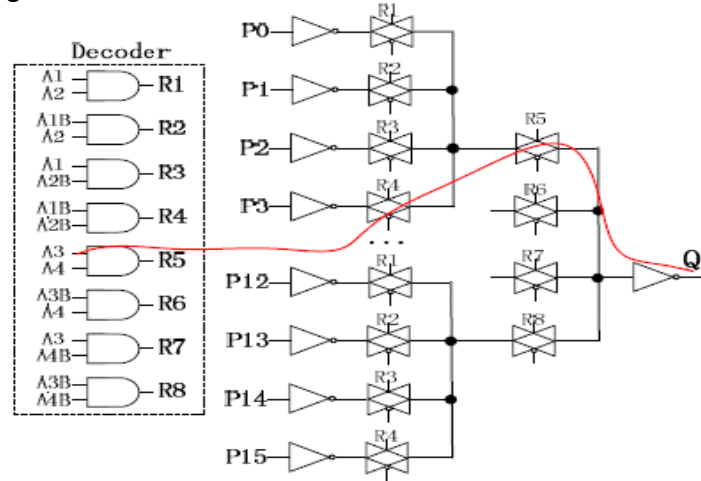 Decoder
A1
A2
R1
A1B
A2
R2
A1
A2B
R3
A1B
A2B
R4
A3
A4
R5
A3B
A4
R6
A3
A4B
R7
A3B
A4B
R8
P0
R1
P1
R2
P2
R3
P3
R4
...
P12
R1
P13
R2
P14
R3
P15
R4
R5
R6
R7
R8
Q